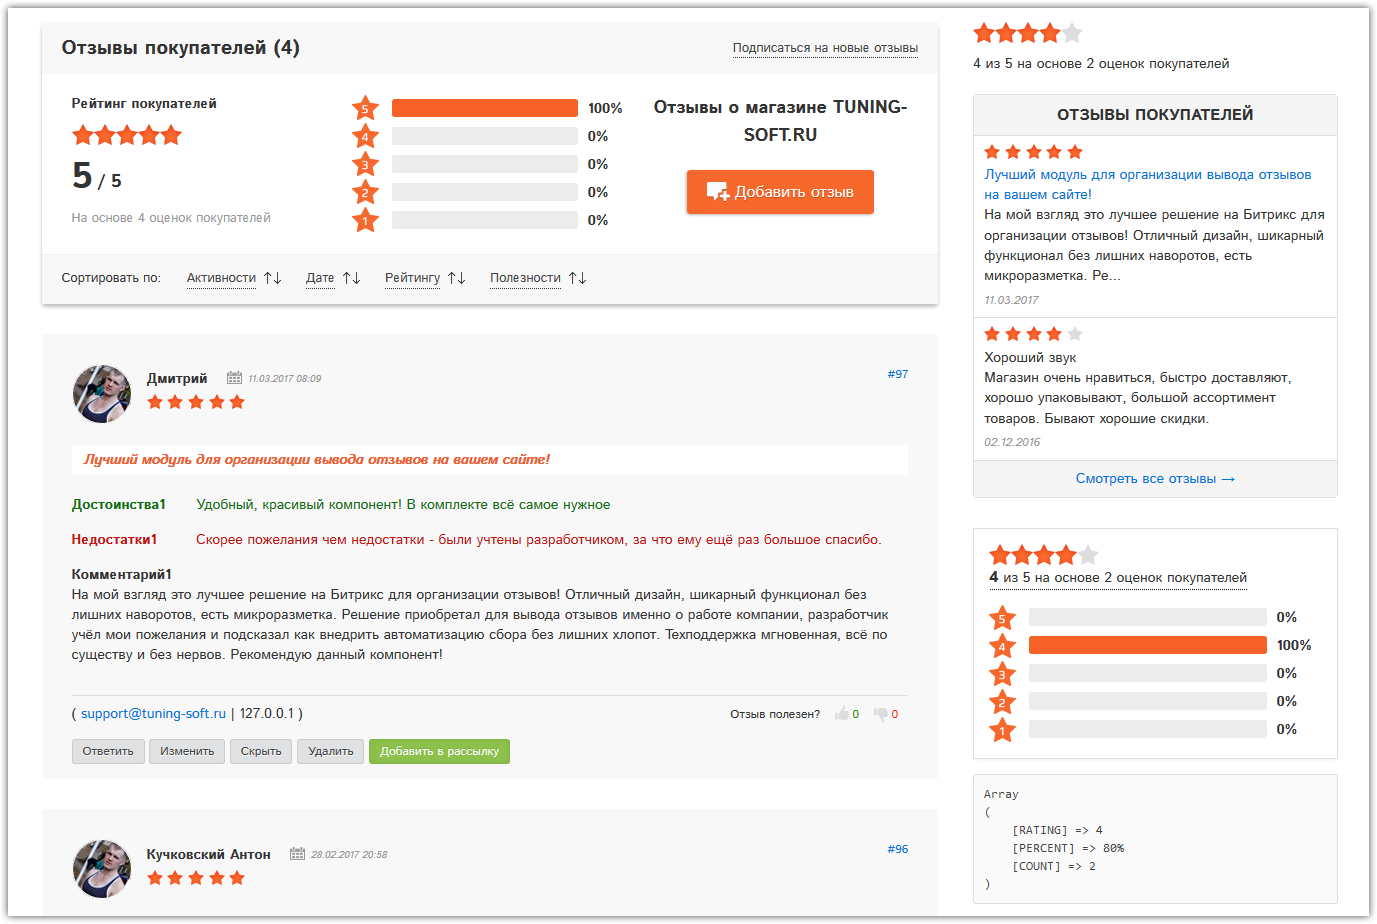 Отзывы покупателей (4)
Подписаться на новые отзывы
Рейтинг покупателей
5 / 5
На основе 4 оценок покупателей
5 100%
4 0%
3 0%
2 0%
1 0%
Отзывы о магазине TUNING-
SOFT.RU
Добавить отзыв
Сортировать по: Активности ↑↓ Дате ↑↓ Рейтингу ↑↓ Полезности ↑↓
Дмитрий 11.03.2017 08:09 #97
Лучший модуль для организации вывода отзывов на вашем сайте!
Достоинства1 Удобный, красивый компонент! В комплекте всё самое нужное
Недостатки1 Скорее пожелания чем недостатки - были учтены разработчиком, за что ему ещё раз большое спасибо.
Комментарий1
На мой взгляд это лучшее решение на Битрикс для организации отзывов! Отличный дизайн, шикарный функционал без
лишних наворотов, есть микроразметка. Решение приобретал для вывода отзывов именно о работе компании, разработчик
учёл мои пожелания и подсказал как внедрить автоматизацию сбора без лишних хлопот. Техподдержка мгновенная, всё по
существу и без нервов. Рекомендую данный компонент!
( support@tuning-soft.ru | 127.0.0.1 ) Отзыв полезен? 0 0
Ответить Изменить Скрыть Удалить Добавить в рассылку
Кучковский Антон 28.02.2017 20:58 #96
4 из 5 на основе 2 оценок покупателей
ОТЗЫВЫ ПОКУПАТЕЛЕЙ
Лучший модуль для организации вывода отзывов
на вашем сайте!
На мой взгляд это лучшее решение на Битрикс для
организации отзывов! Отличный дизайн, шикарный
функционал без лишних наворотов, есть
микроразметка. Ре...
11.03.2017
Хороший звук
Магазин очень нравиться, быстро доставляют,
хорошо упаковывают, большой ассортимент
товаров. Бывают хорошие скидки.
02.12.2016
Смотреть все отзывы →
4 из 5 на основе 2 оценок покупателей
5 0%
4 100%
3 0%
2 0%
1 0%
Array
(
[RATING] => 4
[PERCENT] => 80%
[COUNT] => 2
)